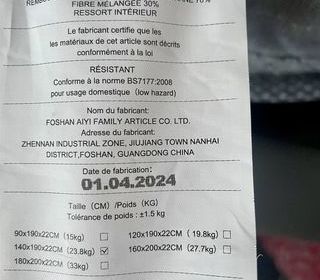 FIBRE MÉLANGÉE 30%
RESSORT INTÉRIEUR
Le fabricant certifie que les
les matériaux de cet article sont décrits
conformément à la loi
RÉSISTANT
Conforme à la norme BS7177:2008
pour usage domestique (low hazard)
Nom du fabricant:
FOSHAN AIYI FAMILY ARTICLE CO. LTD.
Adresse du fabricant:
ZHENNAN INDUSTRIAL ZONE, JIUJIANG TOWN NANHAI
DISTRICT,FOSHAN, GUANGDONG CHINA
Date de fabrication:
01.04.2024
Taille (CM) /Poids (KG)
Tolérance de poids : ±1.5 kg
90x190x22CM (15kg) 120x190x22CM ( 19.8kg)
140x190x22CM (23.8kg) 160x200x22CM (27.7kg)
180x200x22CM (33kg)